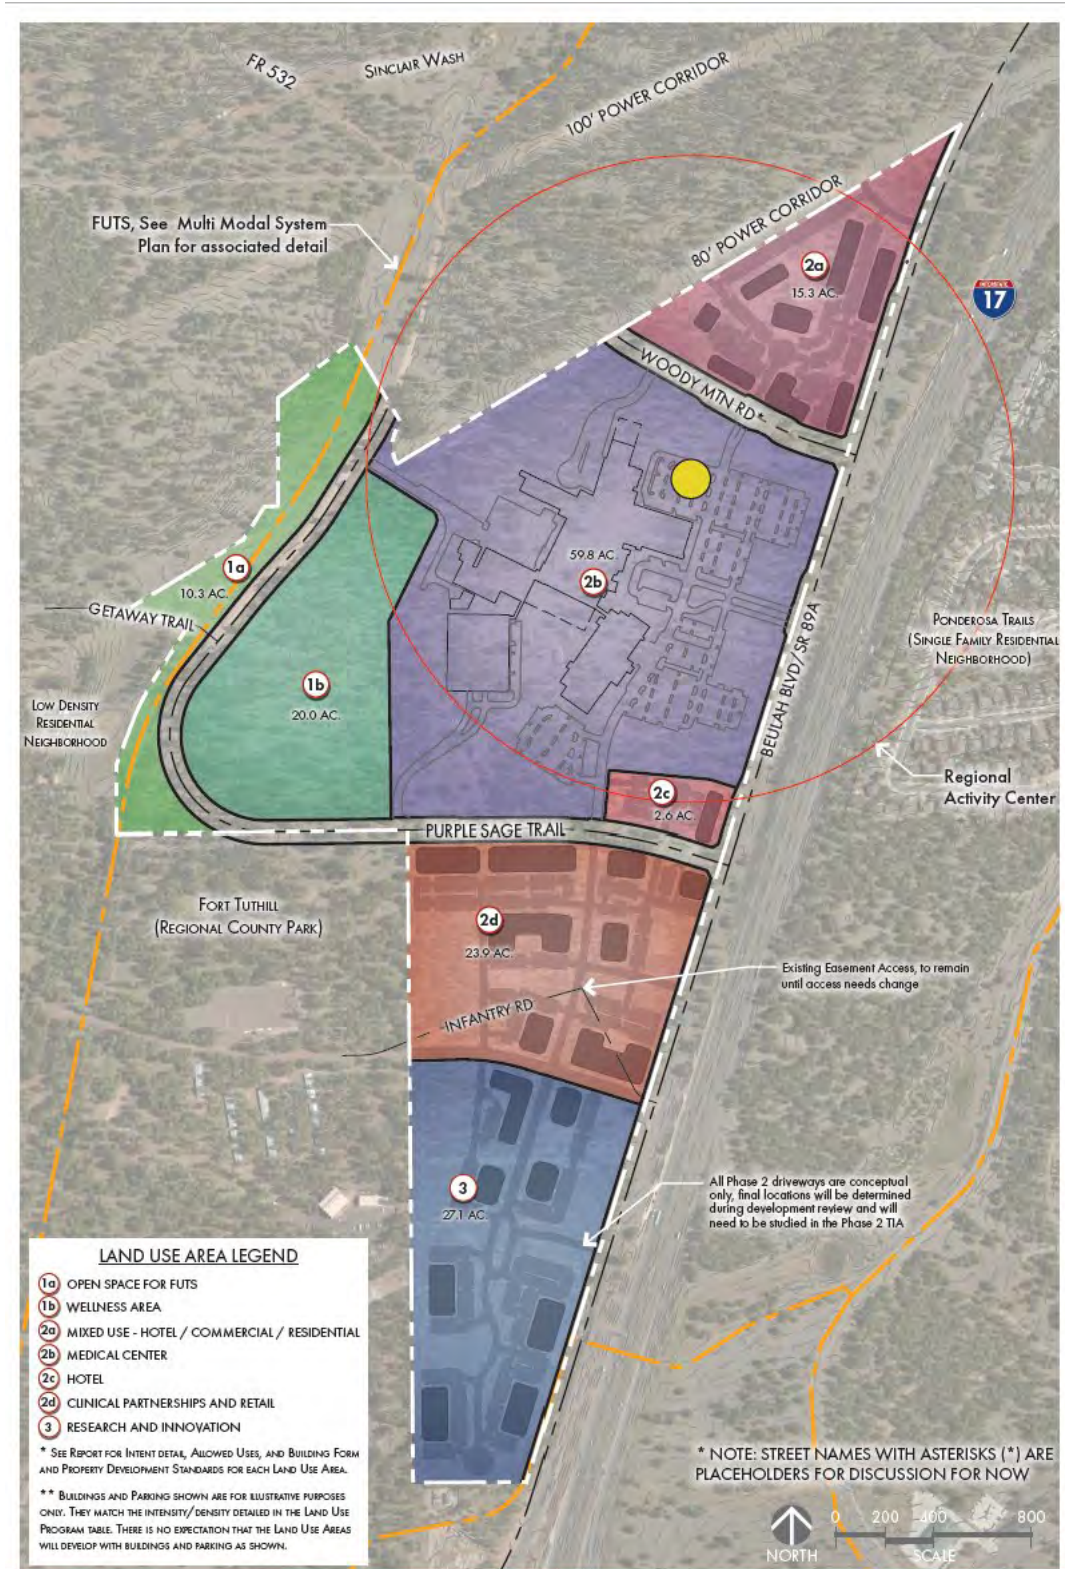 FR 532
SINCLAIR WASH
100' POWER CORRIDOR
FUTS, See Multi Modal System
Plan for associated detail
80' POWER CORRIDOR
2a
15.3 AC.
INTERSTATE
17
WOODY MTN RD*
59.8 AC.
2b
1a
10.3 AC.
GETAWAY TRAIL
1b
20.0 AC.
PONDEROSA TRAILS
(SINGLE FAMILY RESIDENTIAL
NEIGHBORHOOD)
BEULAH BLVD/SR 89A
LOW DENSITY
RESIDENTIAL
NEIGHBORHOOD
Regional
Activity Center
2c
2.6 AC.
PURPLE SAGE TRAIL
FORT TUTHILL
(REGIONAL COUNTY PARK)
2d
23.9 AC.
Existing Easement Access, to remain
until access needs change
INFANTRY RD
3
27.1 AC.
All Phase 2 driveways are conceptual
only, final locations will be determined
during development review and will
need to be studied in the Phase 2 TIA
LAND USE AREA LEGEND
1a OPEN SPACE FOR FUTS
1b WELLNESS AREA
2a MIXED USE - HOTEL / COMMERCIAL / RESIDENTIAL
2b MEDICAL CENTER
2c HOTEL
2d CLINICAL PARTNERSHIPS AND RETAIL
3 RESEARCH AND INNOVATION
* SEE REPORT FOR INTENT DETAIL, ALLOWED USES, AND BUILDING FORM
AND PROPERTY DEVELOPMENT STANDARDS FOR EACH LAND USE AREA.
** BUILDINGS AND PARKING SHOWN ARE FOR ILLUSTRATIVE PURPOSES
ONLY. THEY MATCH THE INTENSITY/DENSITY DETAILED IN THE LAND USE
PROGRAM TABLE. THERE IS NO EXPECTATION THAT THE LAND USE AREAS
WILL DEVELOP WITH BUILDINGS AND PARKING AS SHOWN.
* NOTE: STREET NAMES WITH ASTERISKS (*) ARE
PLACEHOLDERS FOR DISCUSSION FOR NOW
0 200 400 800
NORTH
SCALE